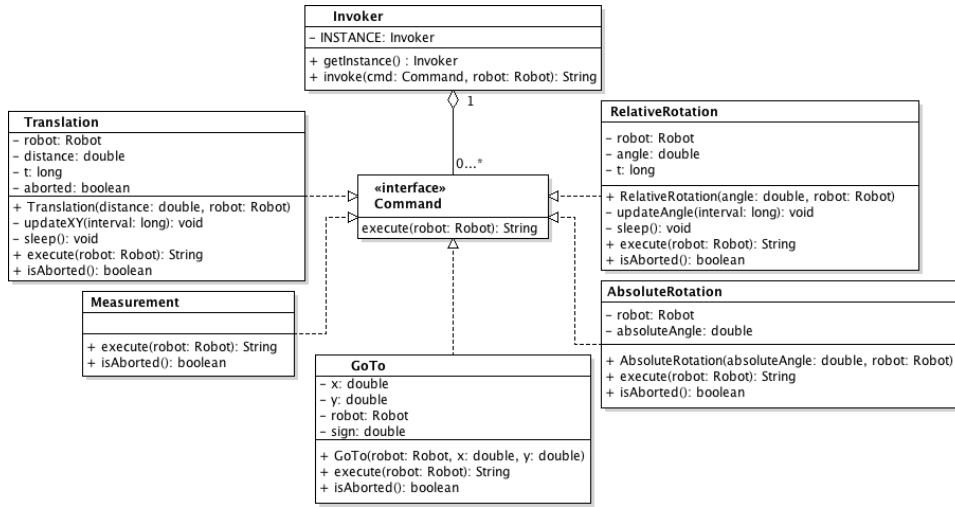 Invoker
– INSTANCE: Invoker
+ getInstance() : Invoker
+ invoke(cmd: Command, robot: Robot): String
1
0...*
Translation
– robot: Robot
– distance: double
– t: long
– aborted: boolean
+ Translation(distance: double, robot: Robot)
– updateXY(interval: long): void
– sleep(): void
+ execute(robot: Robot): String
+ isAborted(): boolean
«interface»
Command
execute(robot: Robot): String
RelativeRotation
– robot: Robot
– angle: double
– t: long
+ RelativeRotation(angle: double, robot: Robot)
– updateAngle(interval: long): void
– sleep(): void
+ execute(robot: Robot): String
+ isAborted(): boolean
Measurement
+ execute(robot: Robot): String
+ isAborted(): boolean
AbsoluteRotation
– robot: Robot
– absoluteAngle: double
+ AbsoluteRotation(absoluteAngle: double, robot: Robot)
+ execute(robot: Robot): String
+ isAborted(): boolean
GoTo
– x: double
– y: double
– robot: Robot
– sign: double
+ GoTo(robot: Robot, x: double, y: double)
+ execute(robot: Robot): String
+ isAborted(): boolean